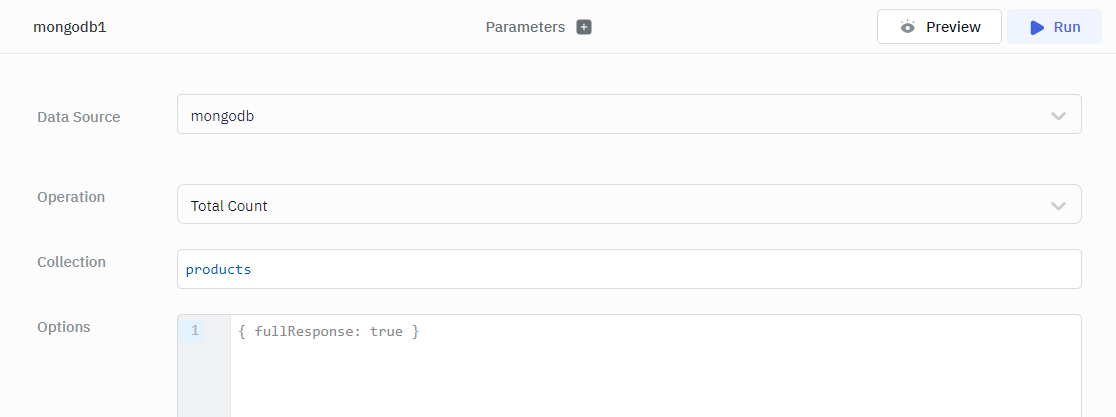 mongodb1
Parameters
Preview
Run
Data Source
mongodb
Operation
Total Count
Collection
products
Options
1
{ fullResponse: true }